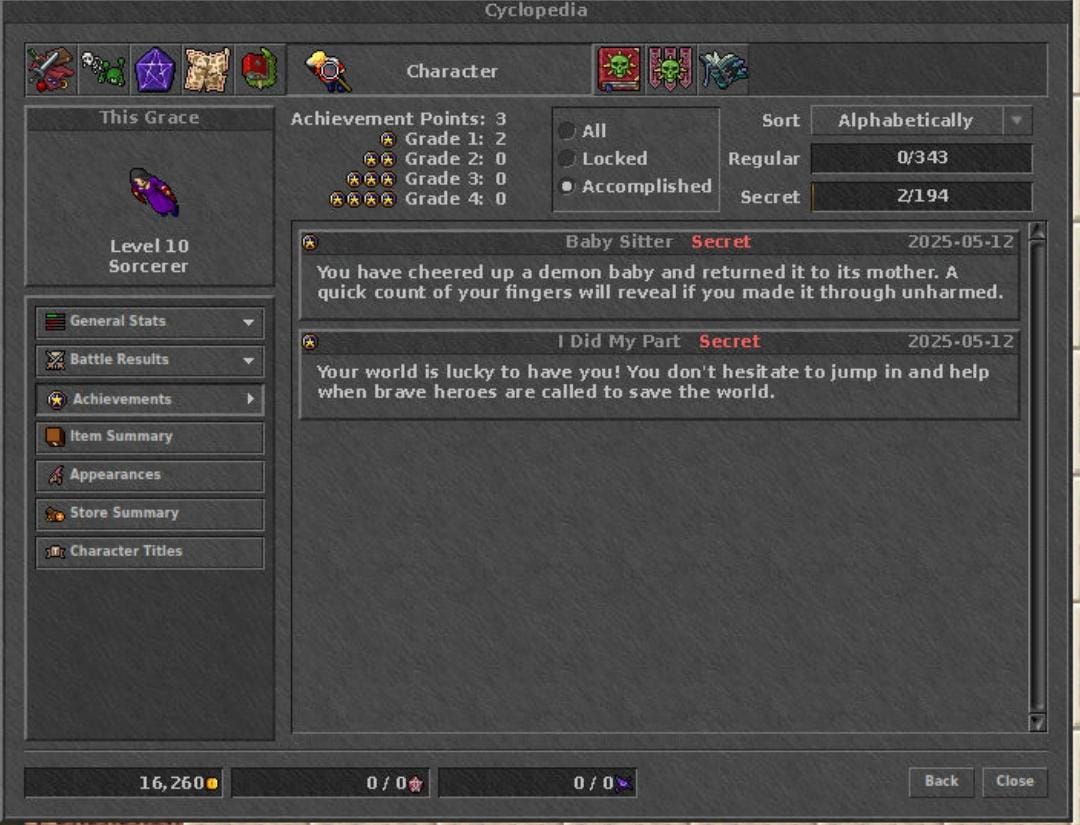 Cyclopedia
Character
This Grace
Level 10
Sorcerer
General Stats
Battle Results
Achievements
Item Summary
Appearances
Store Summary
Character Titles
Achievement Points: 3
Grade 1: 2
Grade 2: 0
Grade 3: 0
Grade 4: 0
All
Locked
Accomplished
Sort Alphabetically
Regular 0/343
Secret 2/194
Baby Sitter Secret 2025-05-12
You have cheered up a demon baby and returned it to its mother. A
quick count of your fingers will reveal if you made it through unharmed.
I Did My Part Secret 2025-05-12
Your world is lucky to have you! You don't hesitate to jump in and help
when brave heroes are called to save the world.
16,260
0 / 0
0 / 0
Back
Close